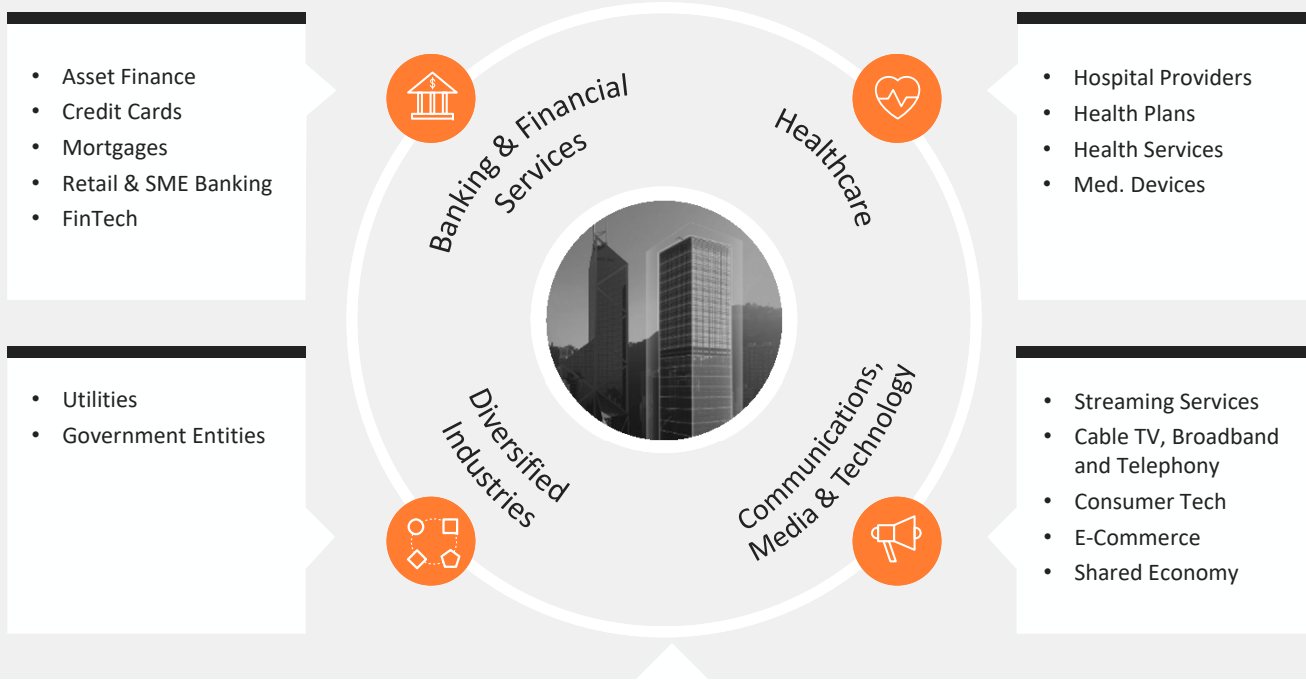 • Asset Finance
• Credit Cards
• Mortgages
• Retail & SME Banking
• FinTech
Banking & Financial
Services
Healthcare
• Hospital Providers
• Health Plans
• Health Services
• Med. Devices
• Utilities
• Government Entities
Diversified
Industries
Communications,
Media & Technology
• Streaming Services
• Cable TV, Broadband
and Telephony
• Consumer Tech
• E-Commerce
• Shared Economy
$